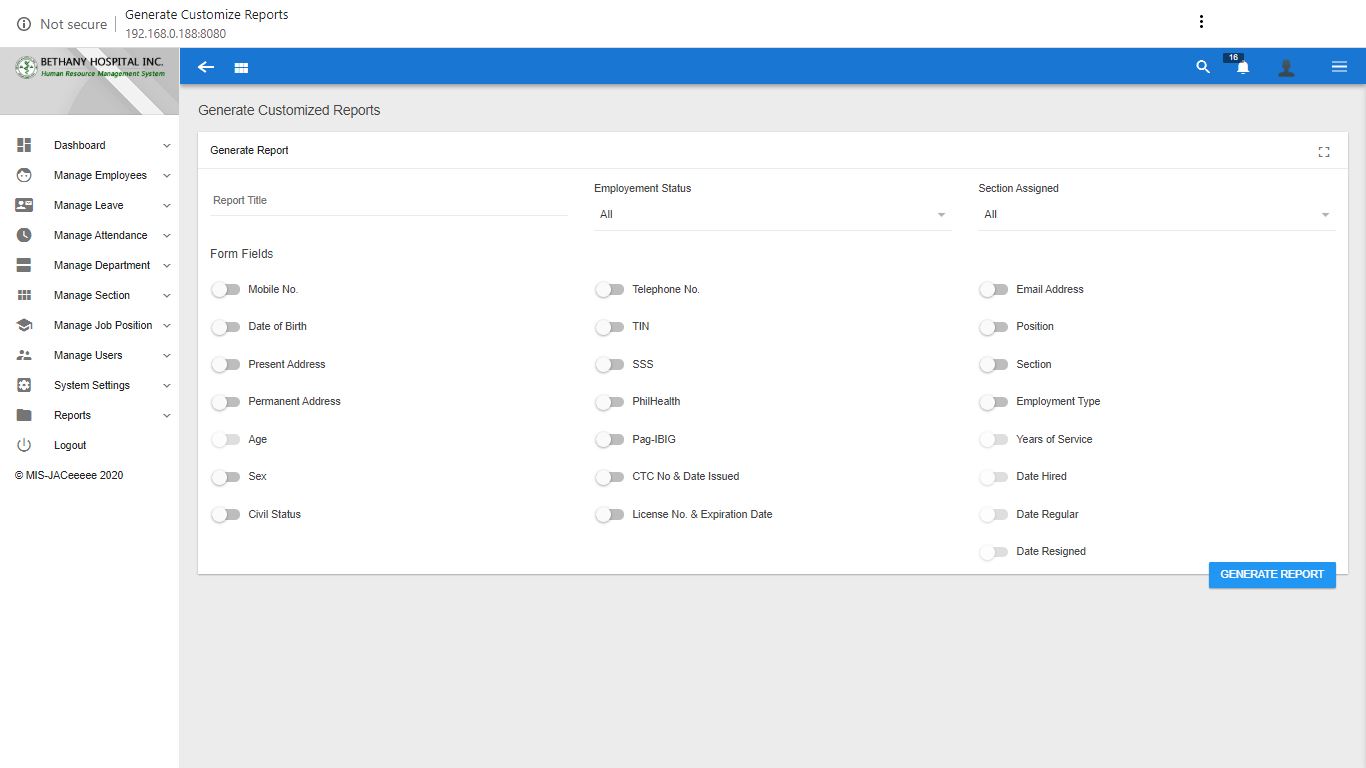 Not secure
Generate Customize Reports
192.168.0.188:8080
BETHANY HOSPITAL INC.
Human Resource Management System
16
Dashboard
Manage Employees
Manage Leave
Manage Attendance
Manage Department
Manage Section
Manage Job Position
Manage Users
System Settings
Reports
Logout
© MIS-JACeeeee 2020
Generate Customized Reports
Generate Report
Report Title
Employement Status
All
Section Assigned
All
Form Fields
Mobile No.
Date of Birth
Present Address
Permanent Address
Age
Sex
Civil Status
Telephone No.
TIN
SSS
PhilHealth
Pag-IBIG
CTC No & Date Issued
License No. & Expiration Date
Email Address
Position
Section
Employment Type
Years of Service
Date Hired
Date Regular
Date Resigned
GENERATE REPORT